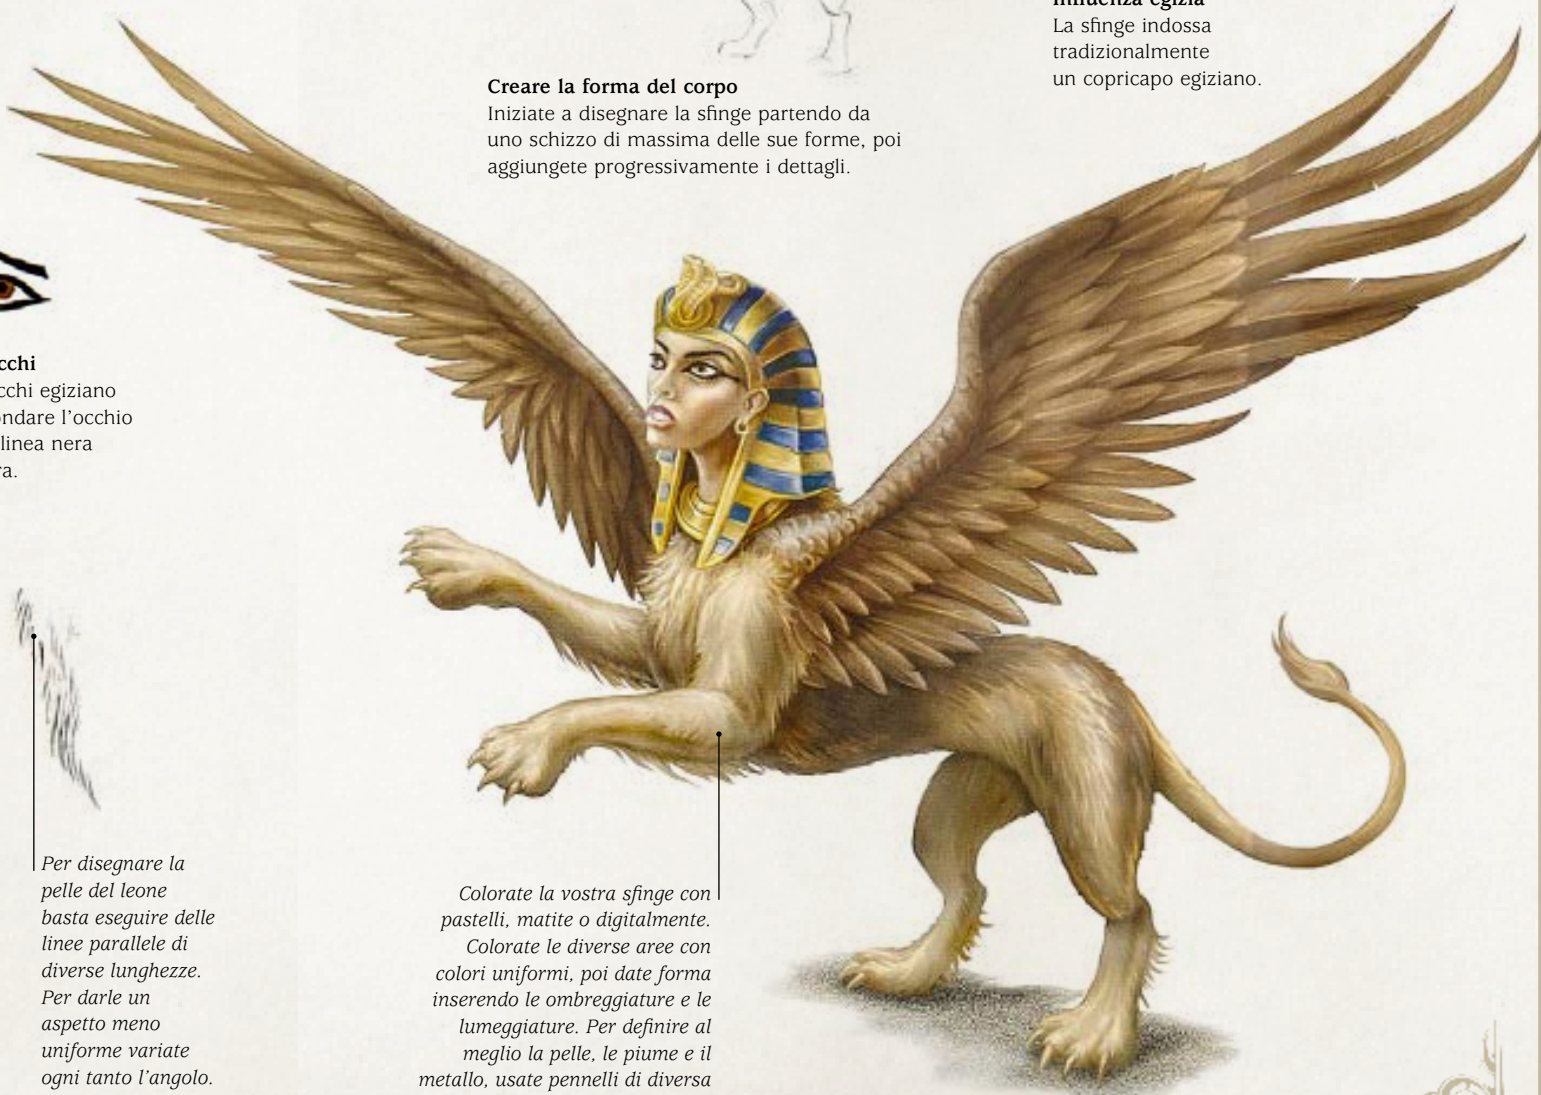 Influenza egizia
La sfinge indossa
tradizionalmente
un copricapo egiziano.
Creare la forma del corpo
Iniziate a disegnare la sfinge partendo da
uno schizzo di massima delle sue forme, poi
aggiungete progressivamente i dettagli.
cchi
cchi egiziano
ondare l'occhio
linea nera
ra.
Per disegnare la
pelle del leone
basta eseguire delle
linee parallele di
diverse lunghezze.
Per darle un
aspetto meno
uniforme variate
ogni tanto l'angolo.
Colorate la vostra sfinge con
pastelli, matite o digitalmente.
Colorate le diverse aree con
colori uniformi, poi date forma
inserendo le ombreggiature e le
lumeggiature. Per definire al
meglio la pelle, le piume e il
metallo, usate pennelli di diversa